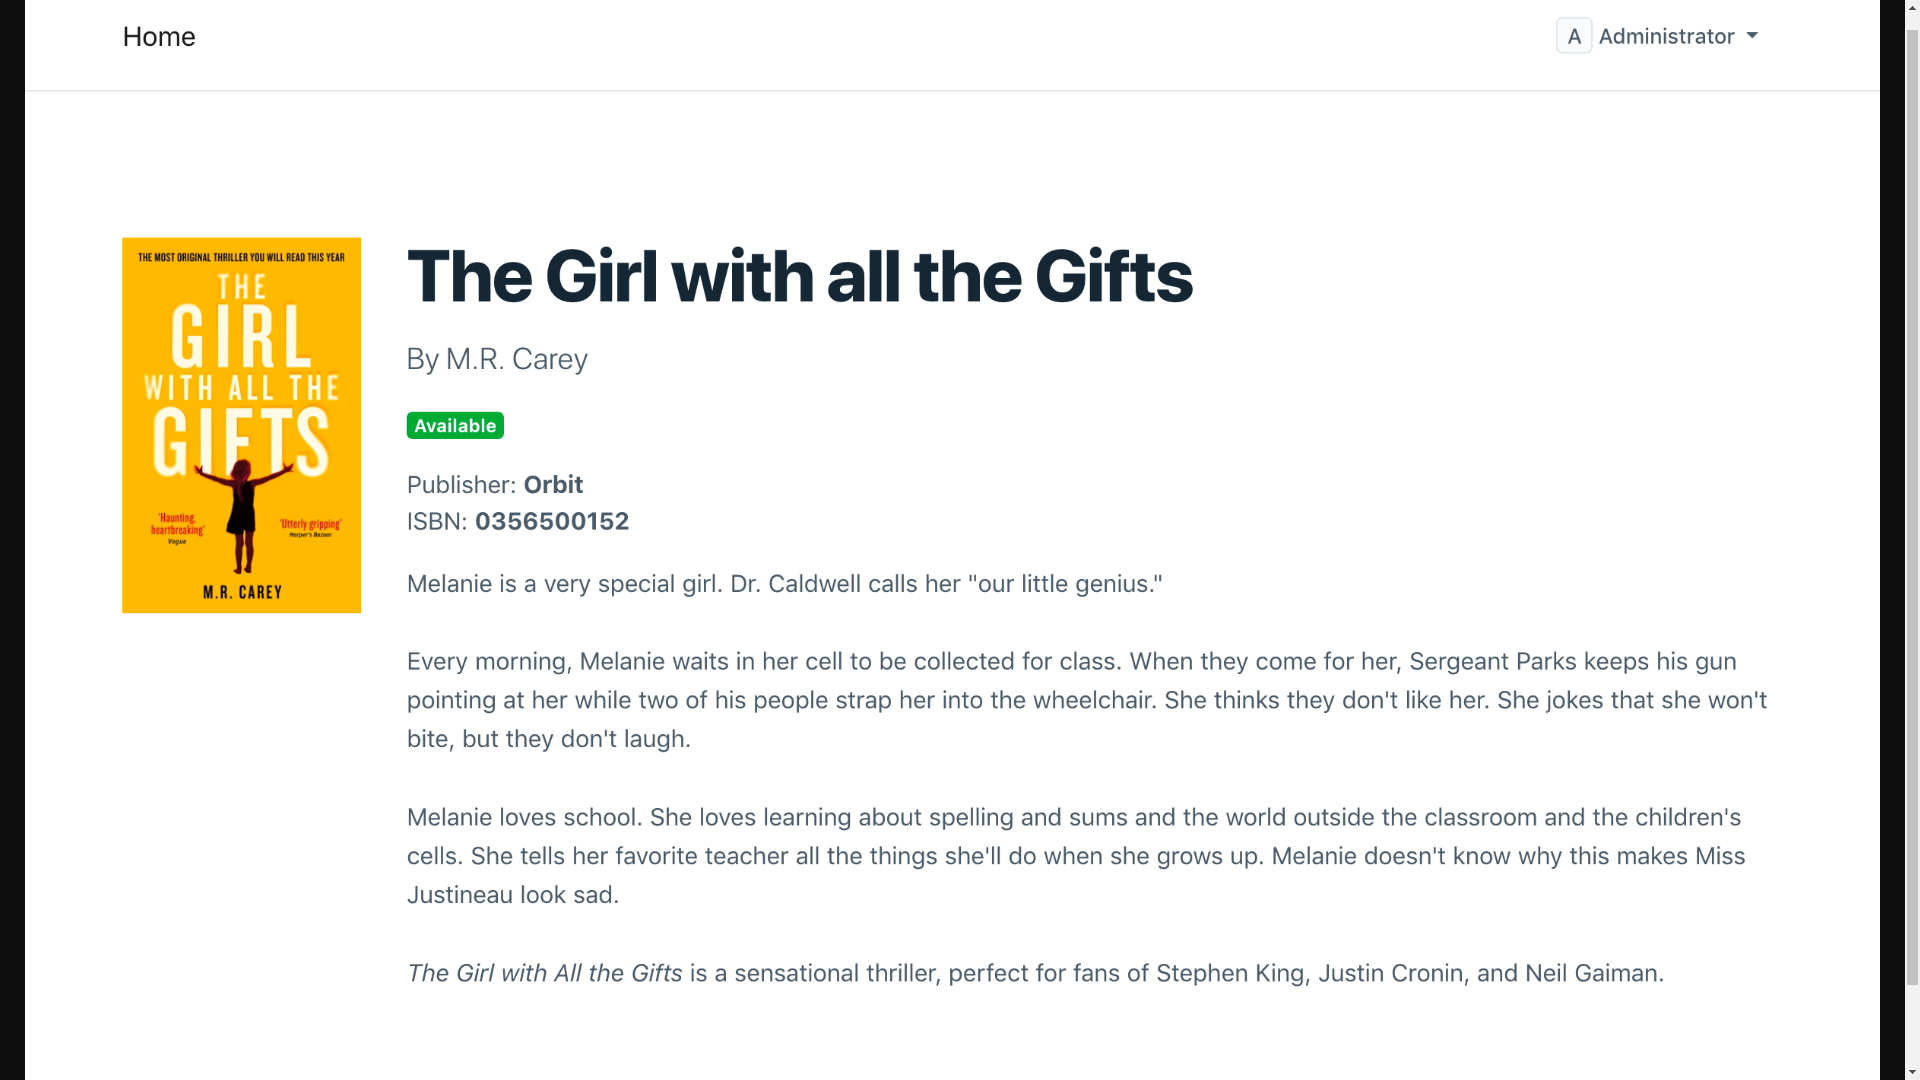 Home
A Administrator
THE MOST ORIGINAL THRILLER YOU WILL READ THIS YEAR
THE
GIRL
WITH ALL THE
GIFTS
'Haunting,
heartbreaking'
Vogue
'Utterly gripping'
Harper's Bazaar
M.R. CAREY
The Girl with all the Gifts
By M.R. Carey
Available
Publisher: Orbit
ISBN: 0356500152
Melanie is a very special girl. Dr. Caldwell calls her "our little genius."
Every morning, Melanie waits in her cell to be collected for class. When they come for her, Sergeant Parks keeps his gun
pointing at her while two of his people strap her into the wheelchair. She thinks they don't like her. She jokes that she won't
bite, but they don't laugh.
Melanie loves school. She loves learning about spelling and sums and the world outside the classroom and the children's
cells. She tells her favorite teacher all the things she'll do when she grows up. Melanie doesn't know why this makes Miss
Justineau look sad.
The Girl with All the Gifts is a sensational thriller, perfect for fans of Stephen King, Justin Cronin, and Neil Gaiman.